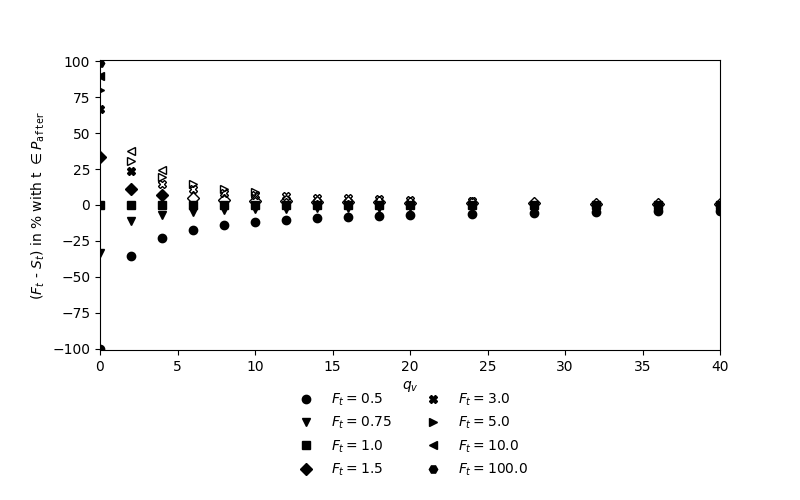 100
75
50
25
0
−25
−50
−75
−100
(F_t - S_t) in % with t ∈ P_after
0 5 10 15 20 25 30 35 40
q_v
F_t = 0.5 F_t = 3.0
F_t = 0.75 F_t = 5.0
F_t = 1.0 F_t = 10.0
F_t = 1.5 F_t = 100.0